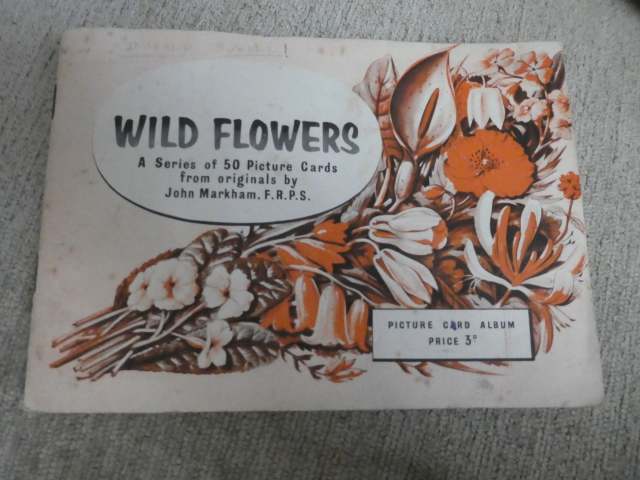 WILD FLOWERS
A Series of 50 Picture Cards
from originals by
John Markham, F.R.P.S.
PICTURE CARD ALBUM
PRICE 3ᴰ